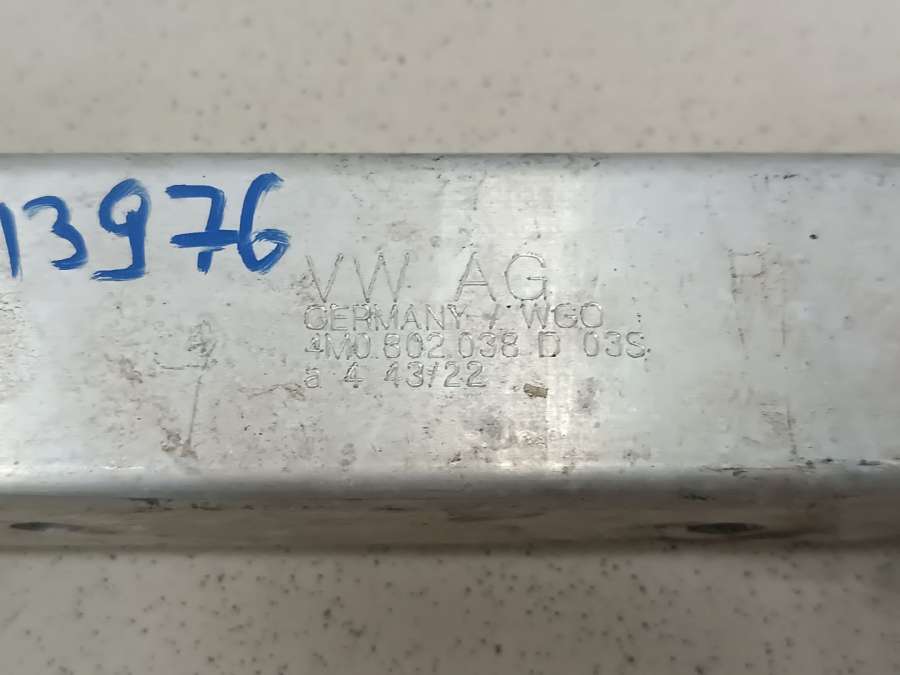 13976
VW AG
GERMANY / WGO
4M0.802.038 D 03S
a 4 43/22